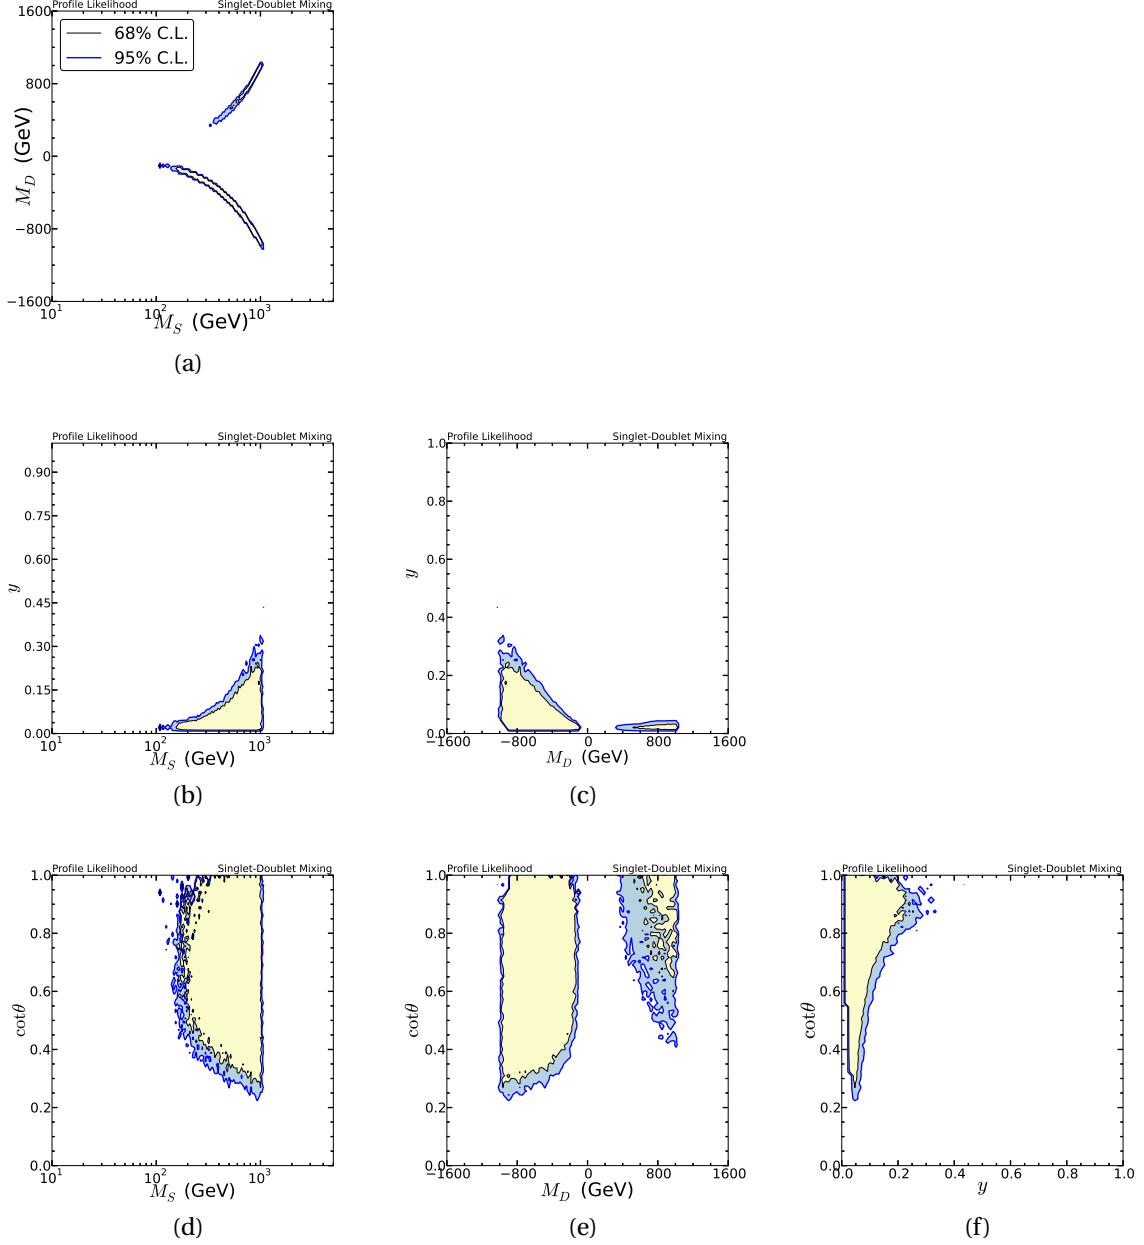 Profile Likelihood Singlet-Doublet Mixing
68% C.L.
95% C.L.
1600
800
0
−800
−1600
M_D (GeV)
10^1 10^2 10^3
M_S (GeV)
(a)
Profile Likelihood Singlet-Doublet Mixing
0.90
0.75
0.60
0.45
0.30
0.15
0.00
y
10^1 10^2 10^3
M_S (GeV)
(b)
Profile Likelihood Singlet-Doublet Mixing
1.0
0.8
0.6
0.4
0.2
0.0
y
−1600 −800 0 800 1600
M_D (GeV)
(c)
Profile Likelihood Singlet-Doublet Mixing
1.0
0.8
0.6
0.4
0.2
0.0
cotθ
10^1 10^2 10^3
M_S (GeV)
(d)
Profile Likelihood Singlet-Doublet Mixing
1.0
0.8
0.6
0.4
0.2
0.0
cotθ
−1600 −800 0 800 1600
M_D (GeV)
(e)
Profile Likelihood Singlet-Doublet Mixing
1.0
0.8
0.6
0.4
0.2
0.0
cotθ
0.0 0.2 0.4 0.6 0.8 1.0
y
(f)